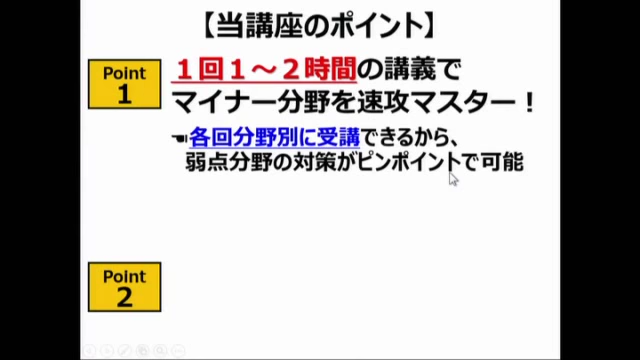 【当講座のポイント】
Point
1
１回１～２時間の講義で
マイナー分野を速攻マスター！
☚各回分野別に受講できるから、
弱点分野の対策がピンポイントで可能
Point
2